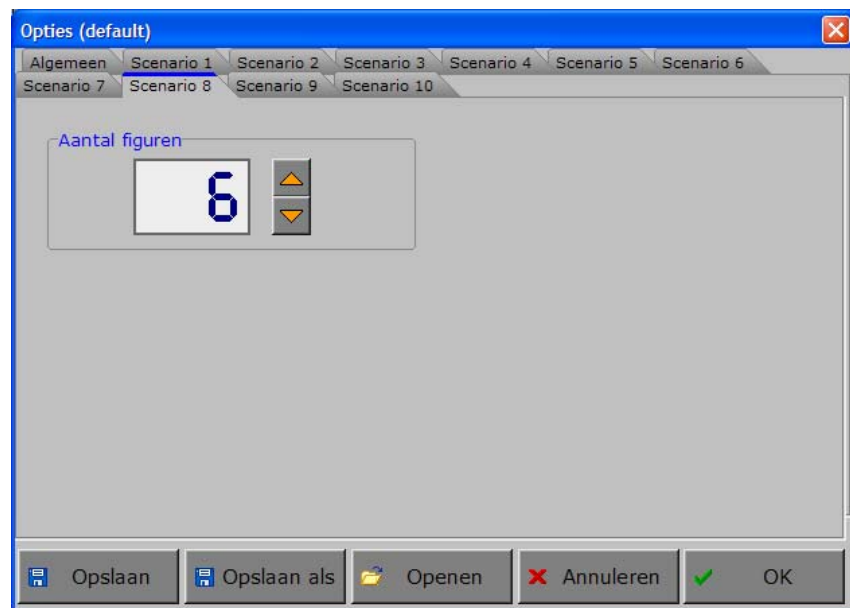 Opties (default)
Algemeen Scenario 1 Scenario 2 Scenario 3 Scenario 4 Scenario 5 Scenario 6
Scenario 7 Scenario 8 Scenario 9 Scenario 10
Aantal figuren
6
Opslaan Opslaan als Openen Annuleren OK